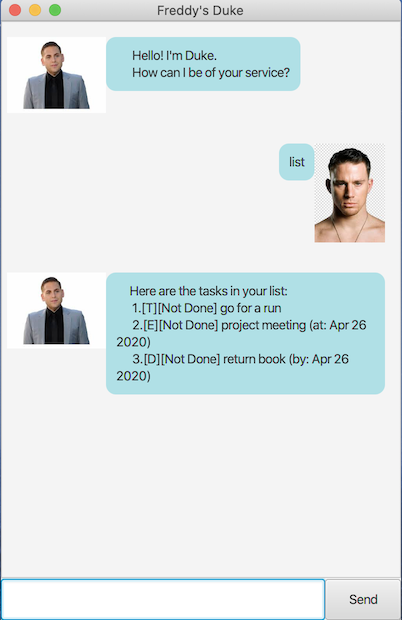 Freddy's Duke
Hello! I'm Duke.
How can I be of your service?
list
Here are the tasks in your list:
1.[T][Not Done] go for a run
2.[E][Not Done] project meeting (at: Apr 26
2020)
3.[D][Not Done] return book (by: Apr 26
2020)
Send